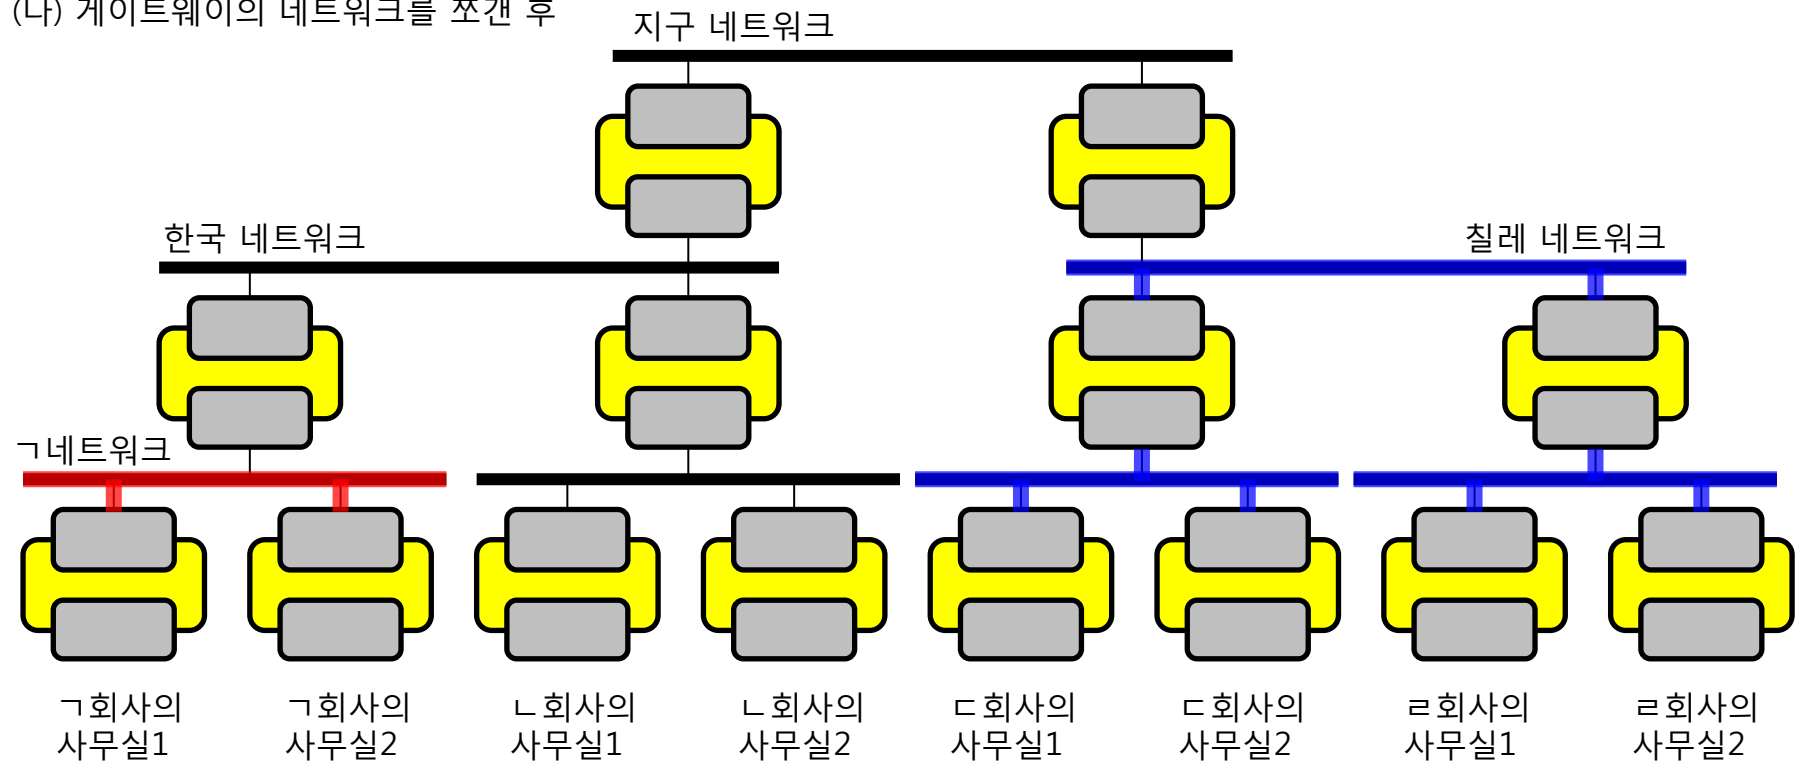 (나) 게이트웨이의 네트워크를 쪼갠 후
지구 네트워크
한국 네트워크
칠레 네트워크
ㄱ네트워크
ㄱ회사의
사무실1
ㄱ회사의
사무실2
ㄴ회사의
사무실1
ㄴ회사의
사무실2
ㄷ회사의
사무실1
ㄷ회사의
사무실2
ㄹ회사의
사무실1
ㄹ회사의
사무실2